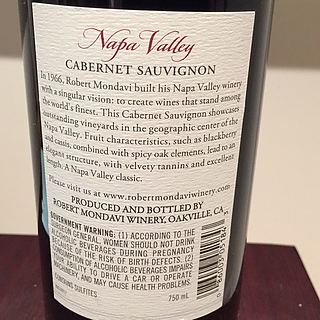 Napa Valley
CABERNET SAUVIGNON
In 1966, Robert Mondavi built his Napa Valley winery
with a singular vision: to create wines that stand among
the world's finest. This Cabernet Sauvignon showcases
outstanding vineyards in the geographic center of the
Napa Valley. Fruit characteristics, such as blackberry
and cassis, combined with spicy oak elements, lead to an
elegant structure, with velvety tannins and excellent
length. A Napa Valley classic.
Please visit us at www.robertmondaviwinery.com
PRODUCED AND BOTTLED BY
ROBERT MONDAVI WINERY, OAKVILLE, CA
GOVERNMENT WARNING: (1) ACCORDING TO THE
SURGEON GENERAL, WOMEN SHOULD NOT DRINK
ALCOHOLIC BEVERAGES DURING PREGNANCY
BECAUSE OF THE RISK OF BIRTH DEFECTS. (2)
CONSUMPTION OF ALCOHOLIC BEVERAGES IMPAIRS
YOUR ABILITY TO DRIVE A CAR OR OPERATE
MACHINERY, AND MAY CAUSE HEALTH PROBLEMS.
CONTAINS SULFITES
750 mL